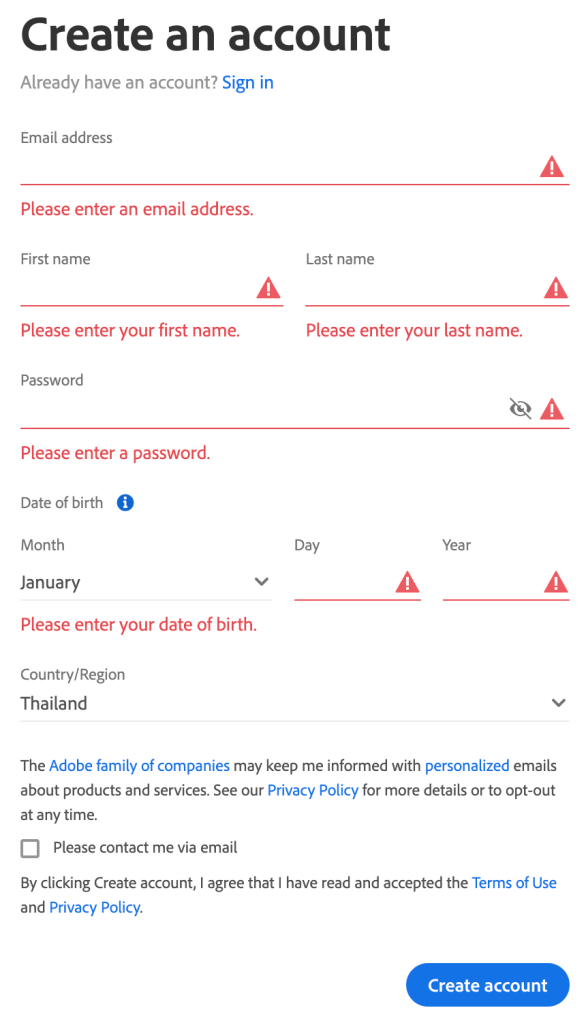 Create an account
Already have an account? Sign in
Email address
Please enter an email address.
First name
Last name
Please enter your first name.
Please enter your last name.
Password
Please enter a password.
Date of birth
Month
Day
Year
January
Please enter your date of birth.
Country/Region
Thailand
The Adobe family of companies may keep me informed with personalized emails
about products and services. See our Privacy Policy for more details or to opt-out
at any time.
Please contact me via email
By clicking Create account, I agree that I have read and accepted the Terms of Use
and Privacy Policy.
Create account